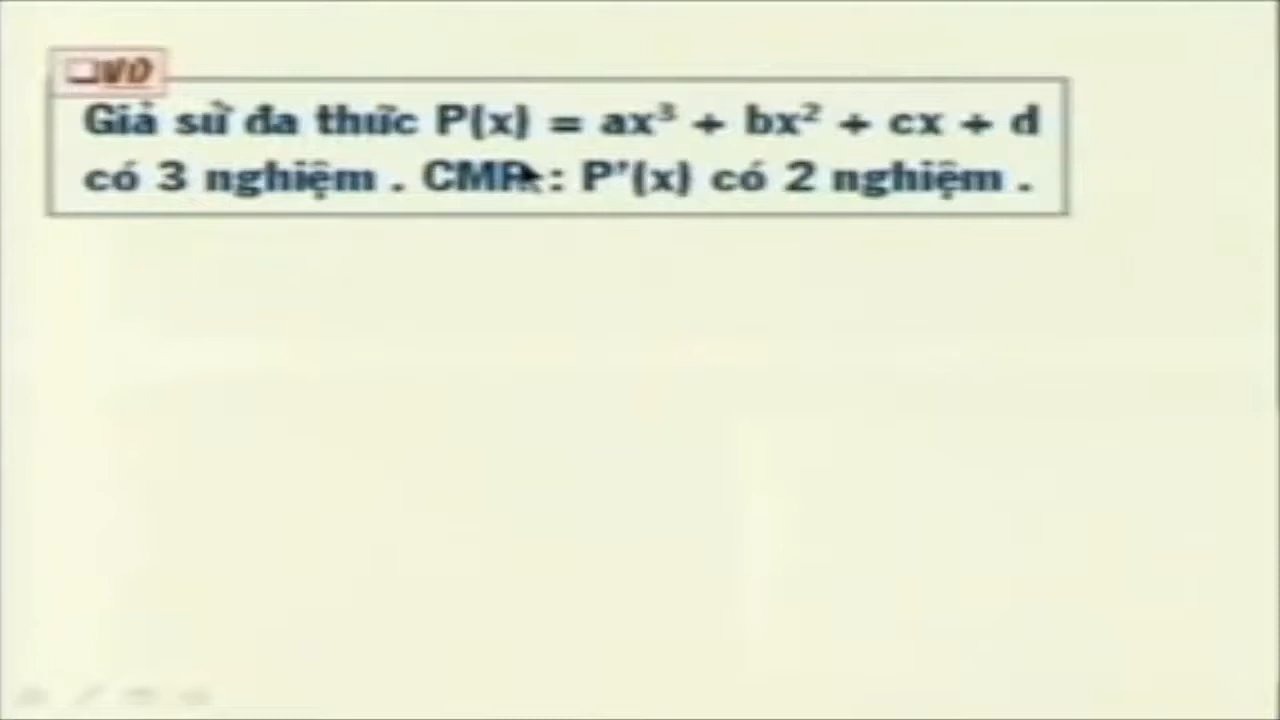 VD
Giả sử đa thức P(x) = ax³ + bx² + cx + d
có 3 nghiệm . CMR : P’(x) có 2 nghiệm .